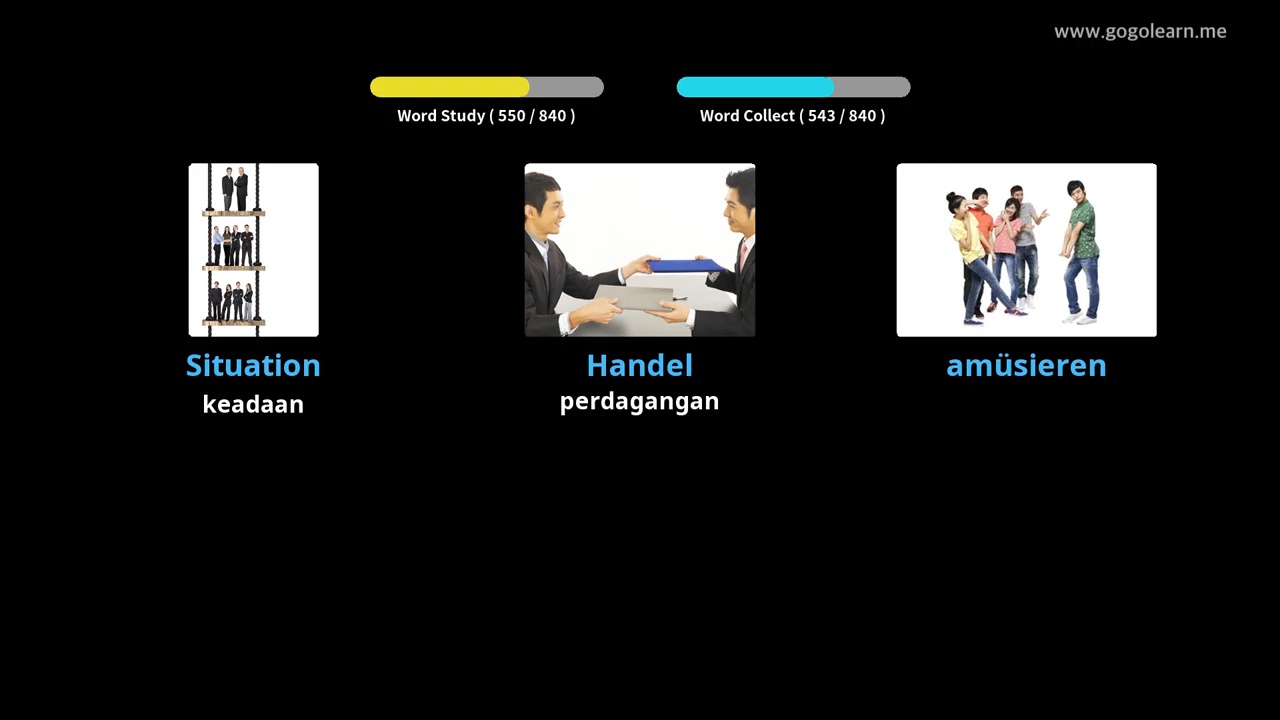 www.gogolearn.me
Word Study ( 550 / 840 )
Word Collect ( 543 / 840 )
Situation
keadaan
Handel
perdagangan
amüsieren